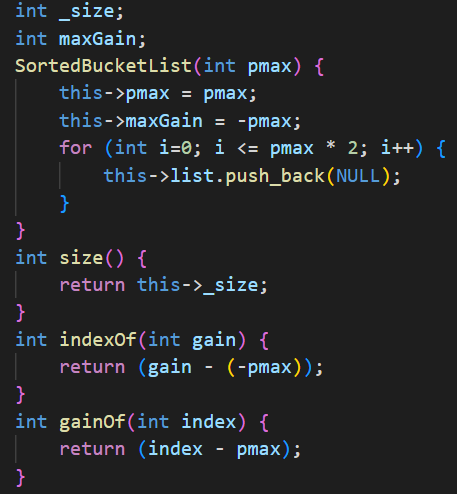 int _size;
int maxGain;
SortedBucketList(int pmax) {
    this->pmax = pmax;
    this->maxGain = -pmax;
    for (int i=0; i <= pmax * 2; i++) {
        this->list.push_back(NULL);
    }
}
int size() {
    return this->_size;
}
int indexOf(int gain) {
    return (gain - (-pmax));
}
int gainOf(int index) {
    return (index - pmax);
}